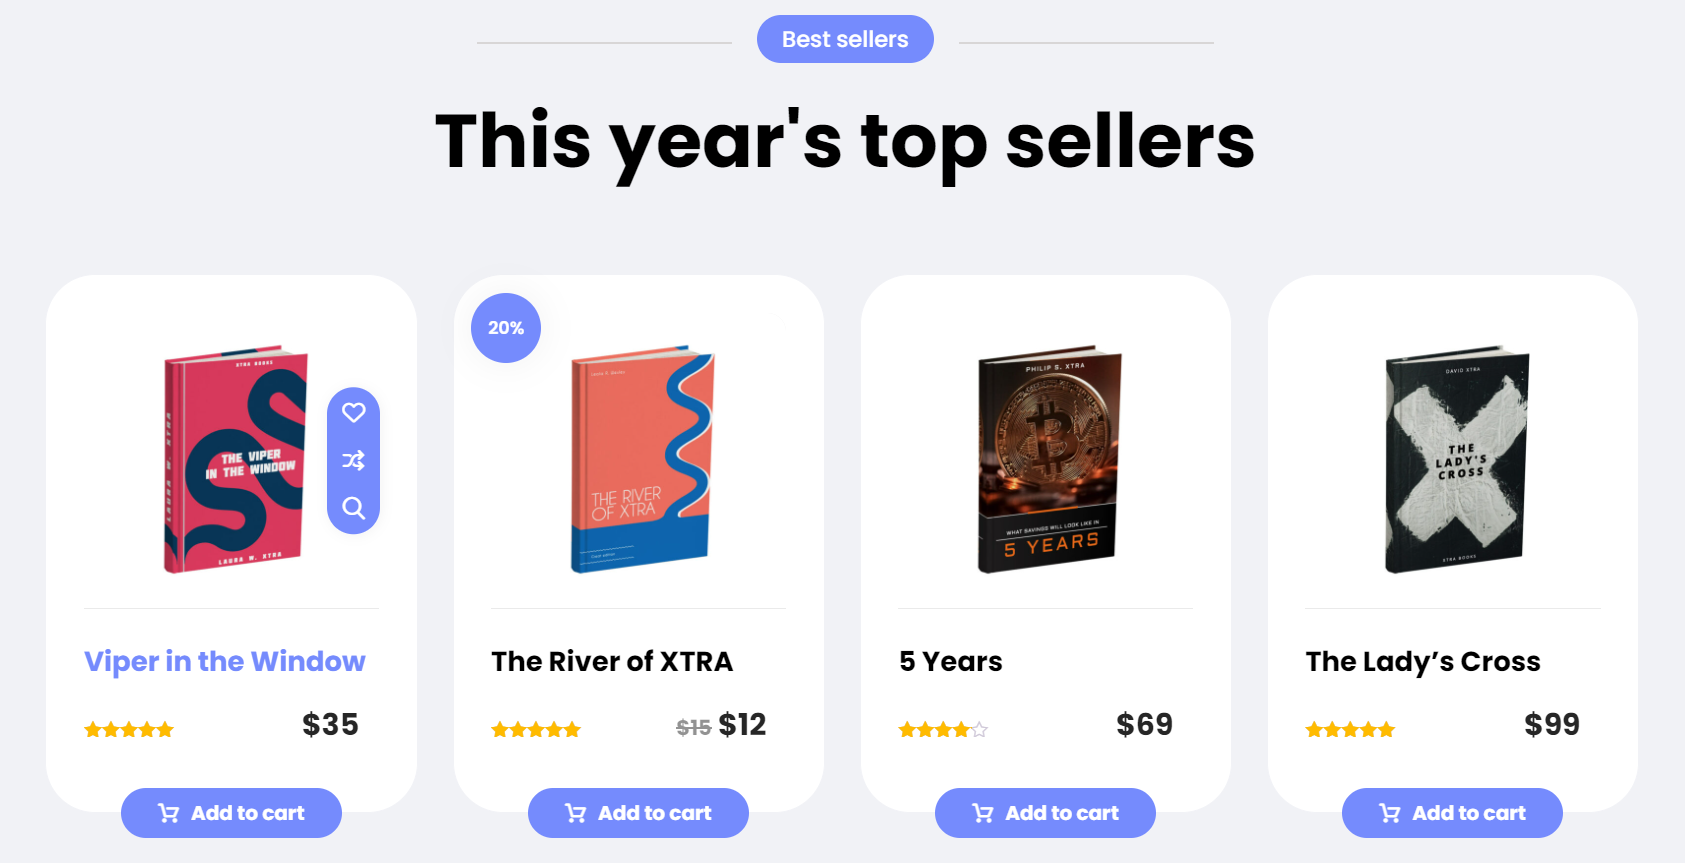 Best sellers
This year's top sellers
XTRA BOOKS
THE VIPER
IN THE WINDOW
LAURA W. XTRA
LAURA W. XTRA
Viper in the Window
$35
Add to cart
20%
THE RIVER
OF XTRA
The River of XTRA
$15 $12
Add to cart
PHILIP S. XTRA
WHAT SAVINGS WILL LOOK LIKE IN
5 YEARS
5 Years
$69
Add to cart
DAVID XTRA
THE
LADY'S
CROSS
XTRA BOOKS
The Lady’s Cross
$99
Add to cart